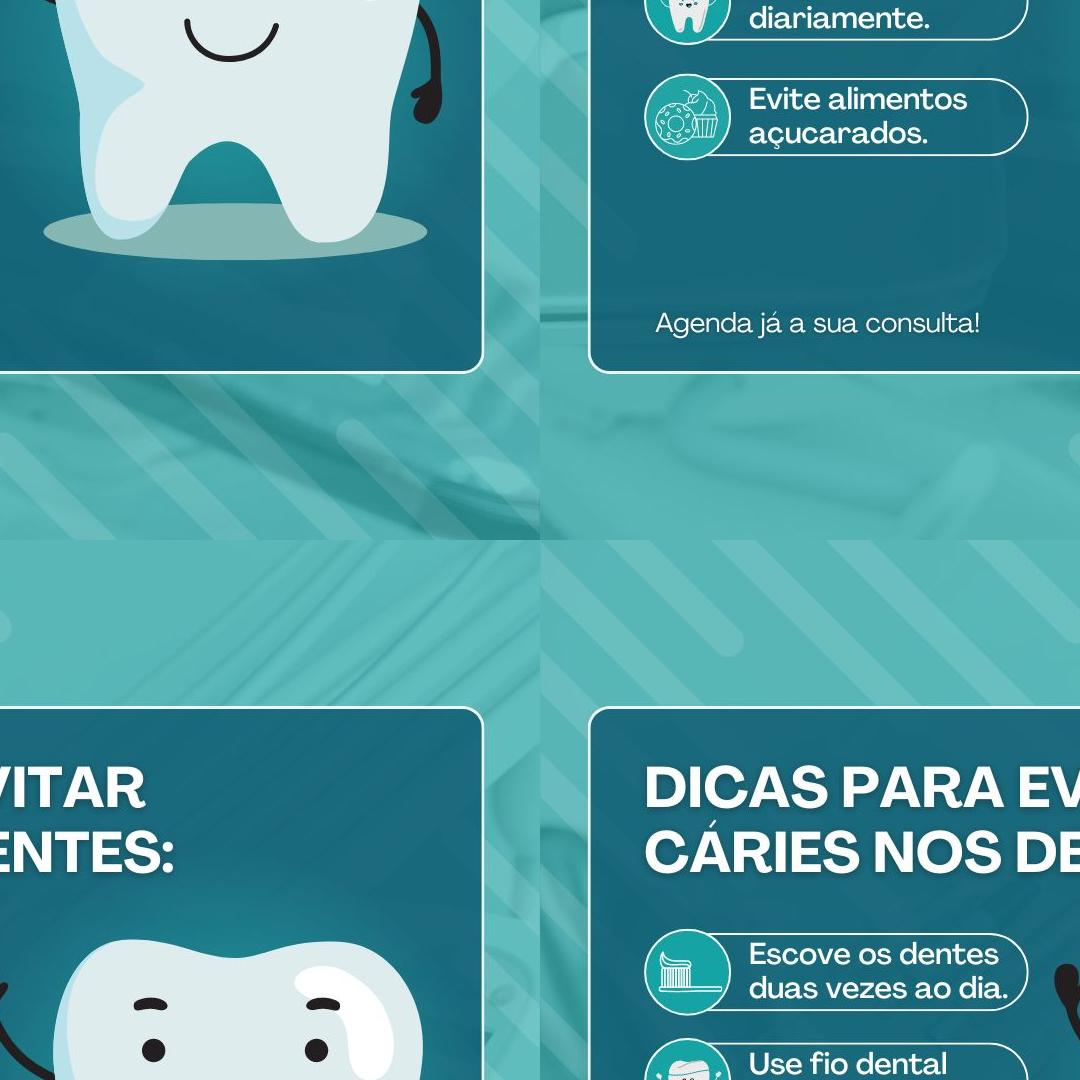 diariamente.
Evite alimentos
açucarados.
Agenda já a sua consulta!
VITAR
ENTES:
DICAS PARA EV
CÁRIES NOS DE
Escove os dentes
duas vezes ao dia.
Use fio dental